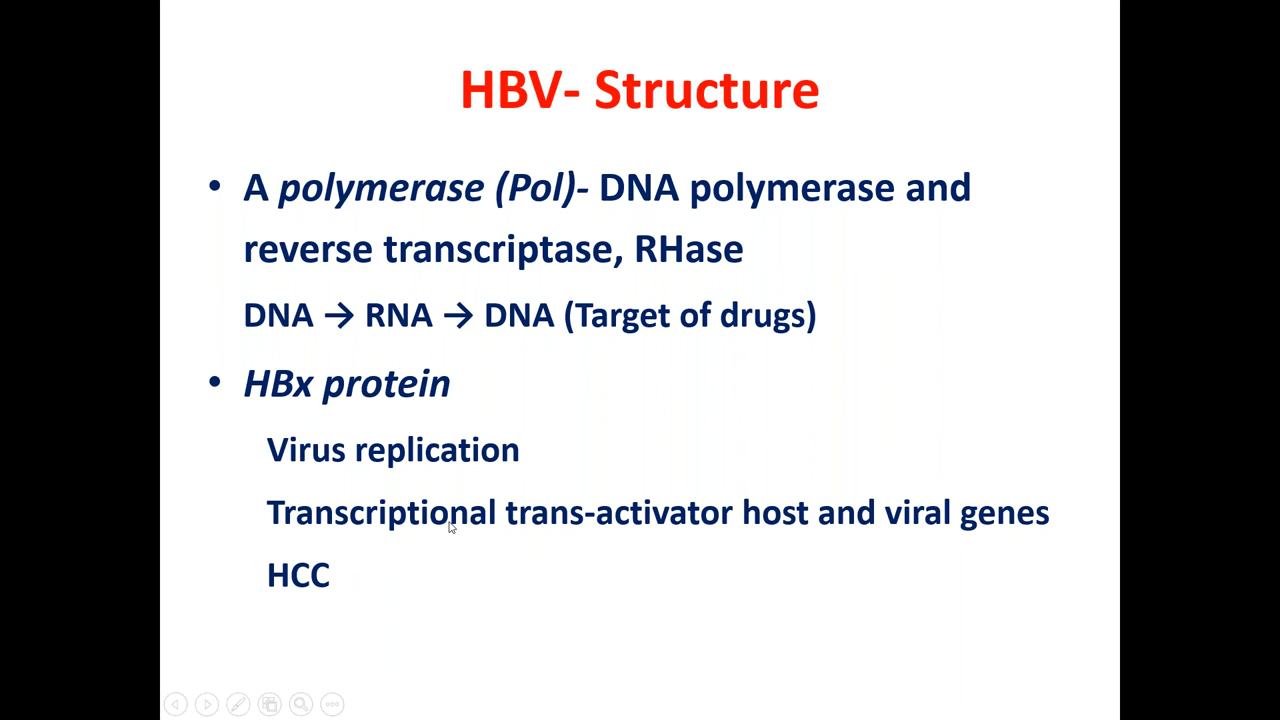 HBV- Structure
• A polymerase (Pol)- DNA polymerase and
reverse transcriptase, RHase
DNA → RNA → DNA (Target of drugs)
• HBx protein
Virus replication
Transcriptional trans-activator host and viral genes
HCC